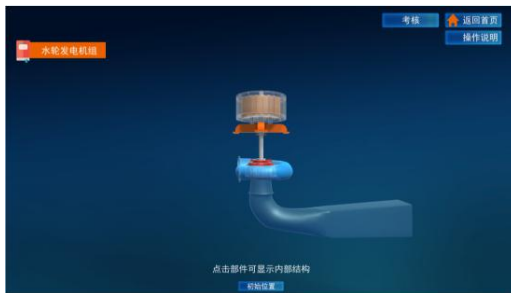 考核
返回首页
操作说明
水轮发电机组
点击部件可显示内部结构
初始位置